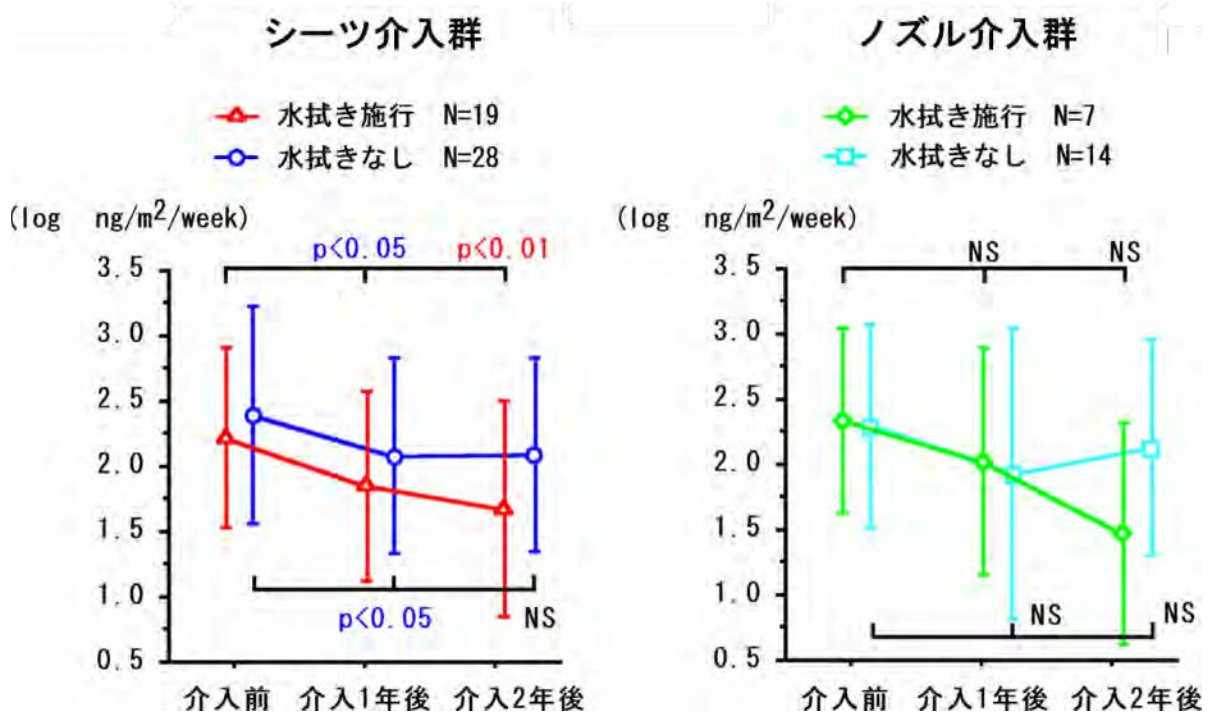 シーツ介入群
水拭き施行 N=19
水拭きなし N=28
(log ng/m2/week)
p<0.05 p<0.01
3.5
3.0
2.5
2.0
1.5
1.0
0.5
p<0.05 NS
介入前 介入1年後 介入2年後
ノズル介入群
水拭き施行 N=7
水拭きなし N=14
(log ng/m2/week)
NS NS
3.5
3.0
2.5
2.0
1.5
1.0
0.5
NS NS
介入前 介入1年後 介入2年後